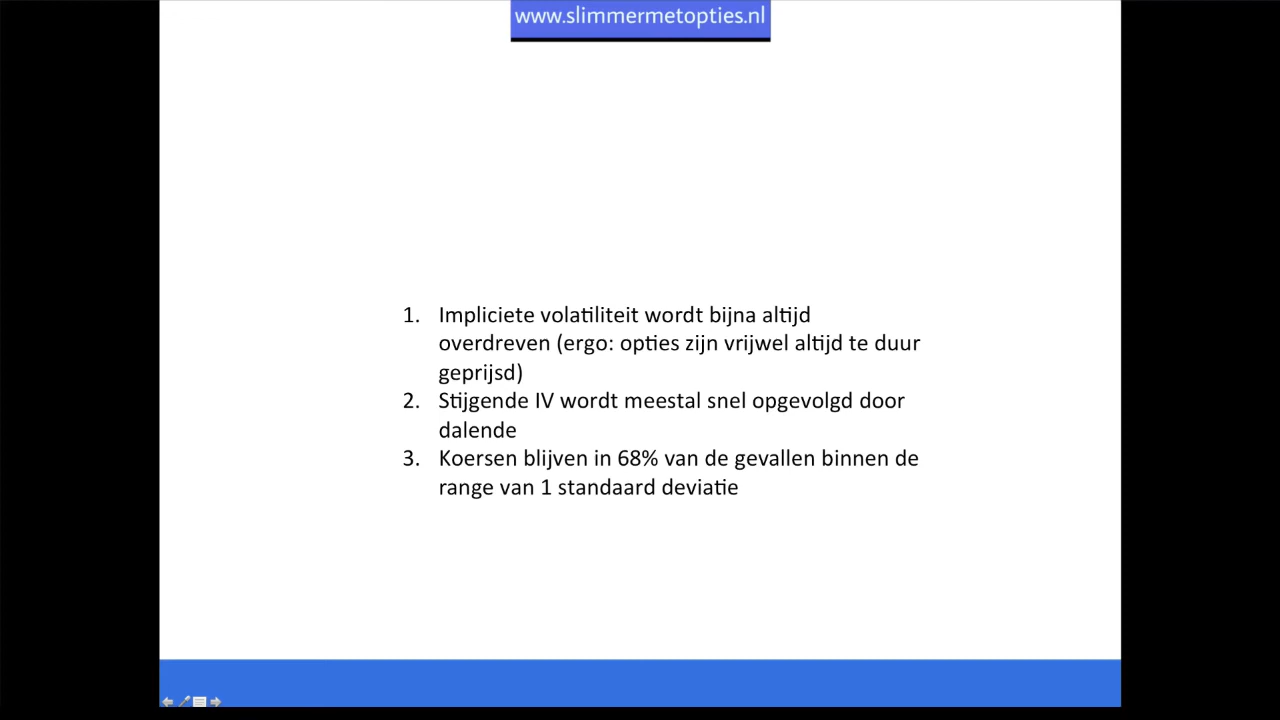 www.slimmermetopties.nl
1. Impliciete volatiliteit wordt bijna altijd
overdreven (ergo: opties zijn vrijwel altijd te duur
geprijsd)
2. Stijgende IV wordt meestal snel opgevolgd door
dalende
3. Koersen blijven in 68% van de gevallen binnen de
range van 1 standaard deviatie